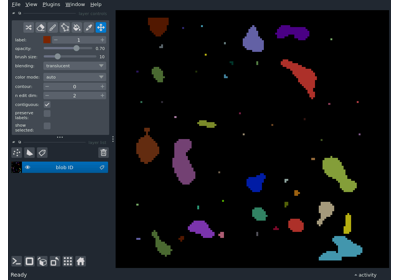 File View Plugins Window Help
label: 1
opacity: 0.70
brush size: 10
blending: translucent
color mode: auto
contour: 0
n edit dim: 2
contiguous:
preserve labels:
show selected:
blob ID
Ready
activity